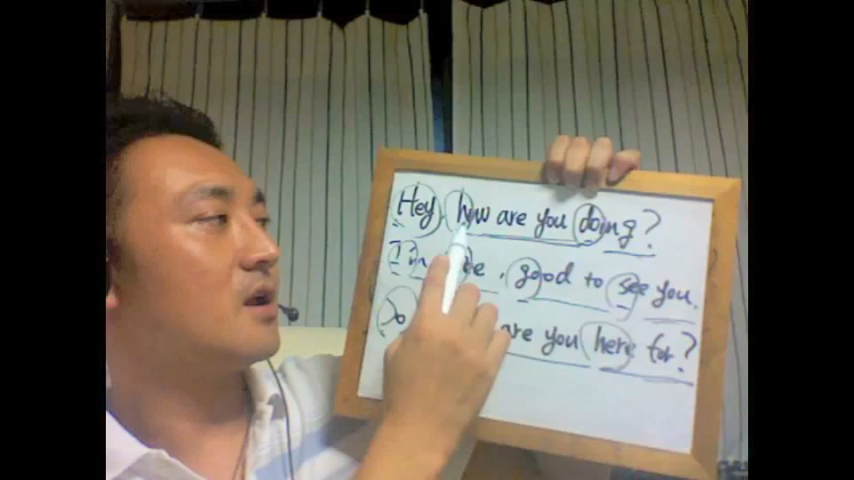 Hey, how are you doing?
I'm , good to see you.
are you here for?